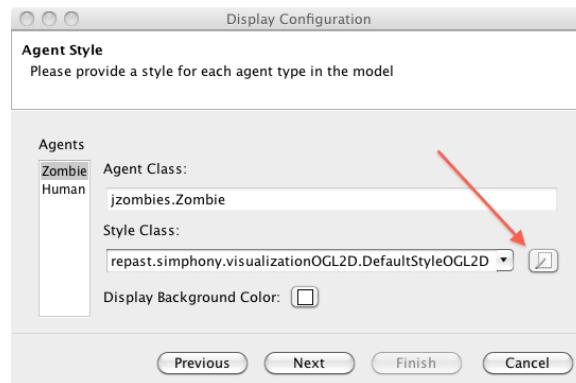 Display Configuration
Agent Style
Please provide a style for each agent type in the model
Agents
Zombie
Human
Agent Class:
jzombies.Zombie
Style Class:
repast.simphony.visualizationOGL2D.DefaultStyleOGL2D
Display Background Color:
Previous Next Finish Cancel